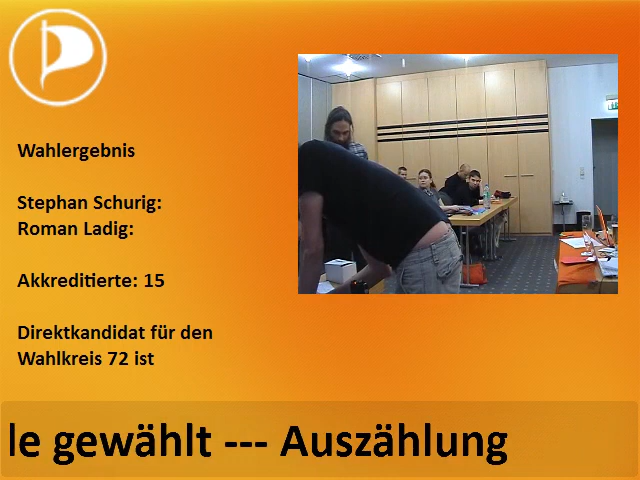 Wahlergebnis
Stephan Schurig:
Roman Ladig:
Akkreditierte: 15
Direktkandidat für den
Wahlkreis 72 ist
le gewählt --- Auszählung